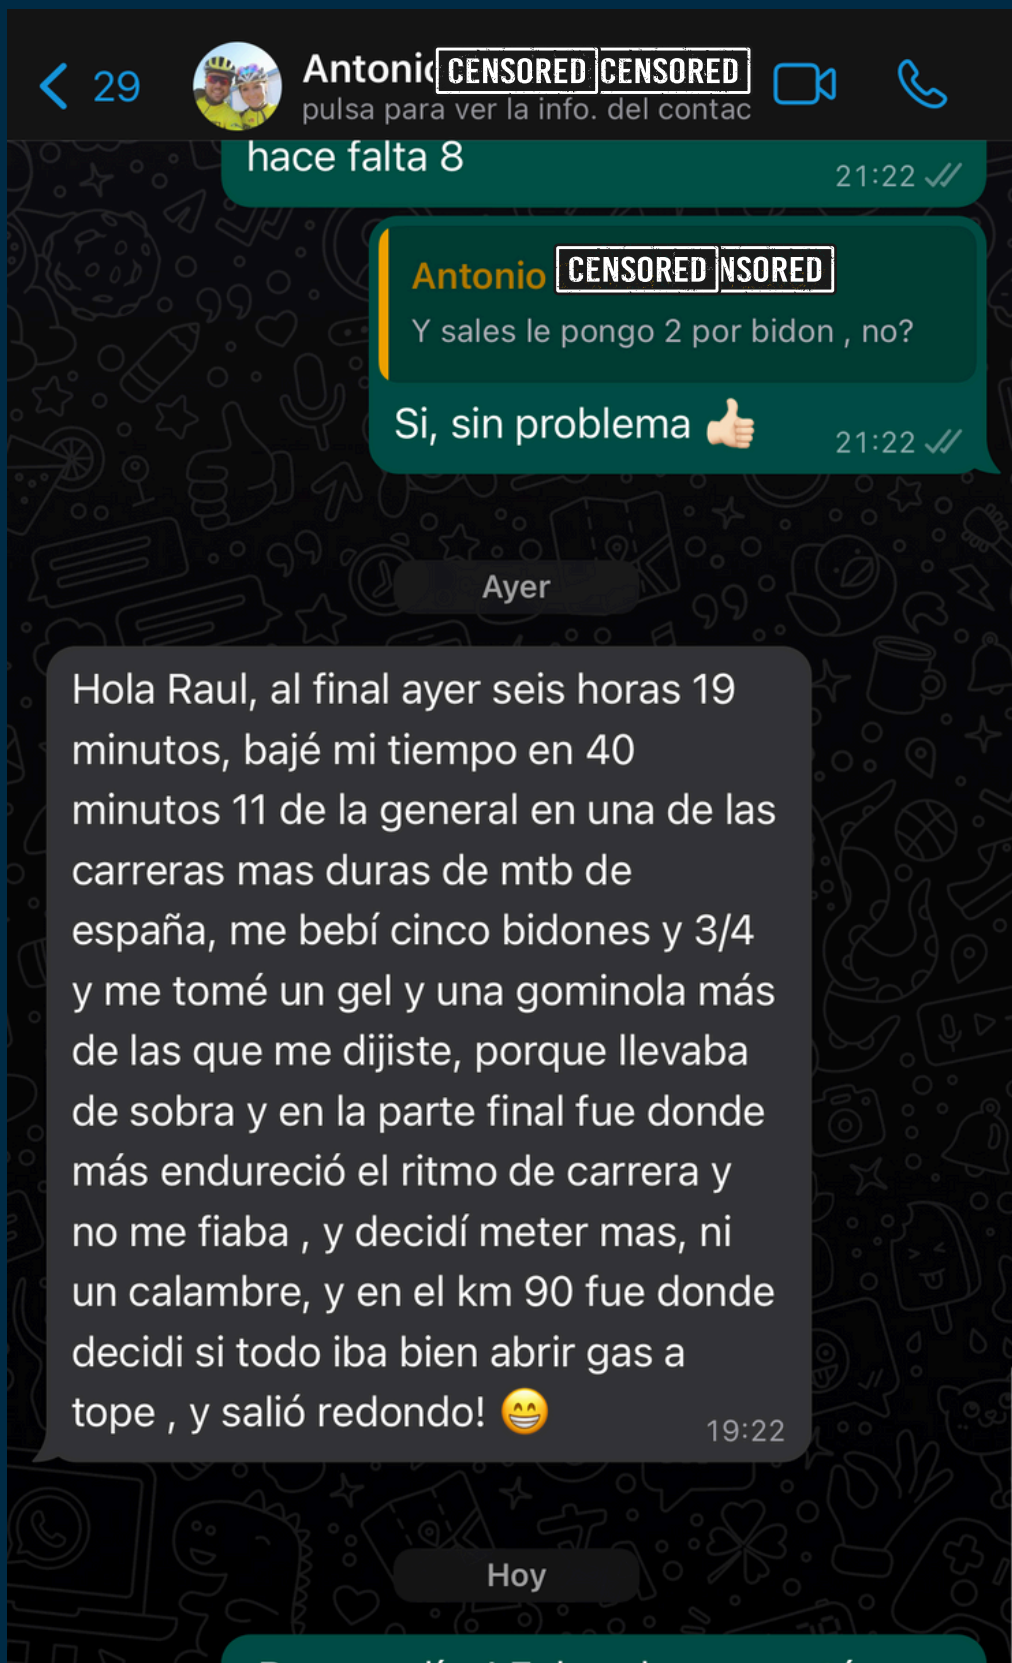 29
Antonio CENSORED CENSORED
pulsa para ver la info. del contac
hace falta 8
21:22
Antonio CENSORED NSORED
Y sales le pongo 2 por bidon , no?
Si, sin problema 👍🏻
21:22
Ayer
Hola Raul, al final ayer seis horas 19
minutos, bajé mi tiempo en 40
minutos 11 de la general en una de las
carreras mas duras de mtb de
españa, me bebí cinco bidones y 3/4
y me tomé un gel y una gominola más
de las que me dijiste, porque llevaba
de sobra y en la parte final fue donde
más endureció el ritmo de carrera y
no me fiaba , y decidí meter mas, ni
un calambre, y en el km 90 fue donde
decidi si todo iba bien abrir gas a
tope , y salió redondo! 😁
19:22
Hoy